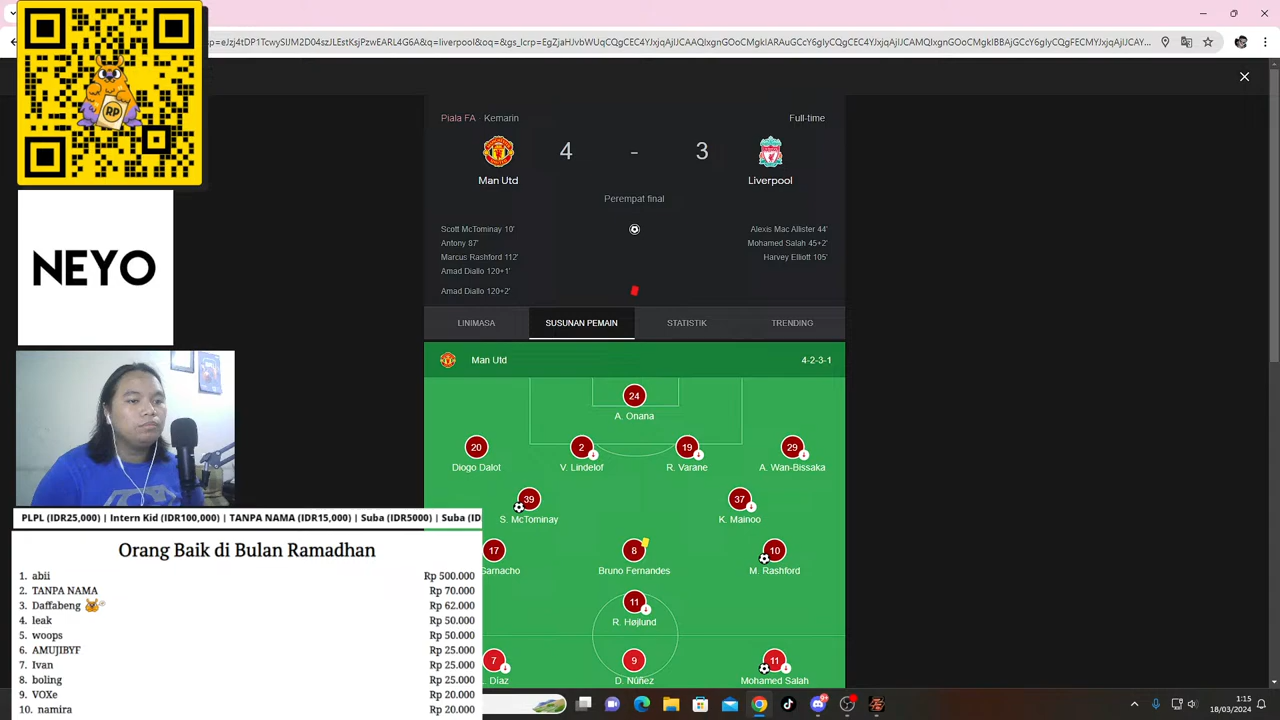 RP
Piala FA - Kemarin
Full-time
4 - 3
Man Utd
Liverpool
Perempat final
Scott McTominay 10'
Alexis Mac Allister 44'
Antony 87'
Mohamed Salah 45+2'
Marcus Rashford 112'
Harvey Elliott 105'
Amad Diallo 120+1'
Amad Diallo 120+2'
LINIMASA
SUSUNAN PEMAIN
STATISTIK
TRENDING
Man Utd
4-2-3-1
24
A. Onana
20
2
19
29
Diogo Dalot
V. Lindelof
R. Varane
A. Wan-Bissaka
39
37
S. McTominay
K. Mainoo
17
8
10
Garnacho
Bruno Fernandes
M. Rashford
11
R. Højlund
7
9
11
Díaz
D. Núñez
Mohamed Salah
NEYO
PLPL (IDR25,000) | Intern Kid (IDR100,000) | TANPA NAMA (IDR15,000) | Suba (IDR5000) | Suba (ID
Orang Baik di Bulan Ramadhan
1. abii Rp 500.000
2. TANPA NAMA Rp 70.000
3. Daffabeng Rp 62.000
4. leak Rp 50.000
5. woops Rp 50.000
6. AMUJIBYF Rp 25.000
7. Ivan Rp 25.000
8. boling Rp 25.000
9. VOXe Rp 20.000
10. namira Rp 20.000
1:15
18/03/2024